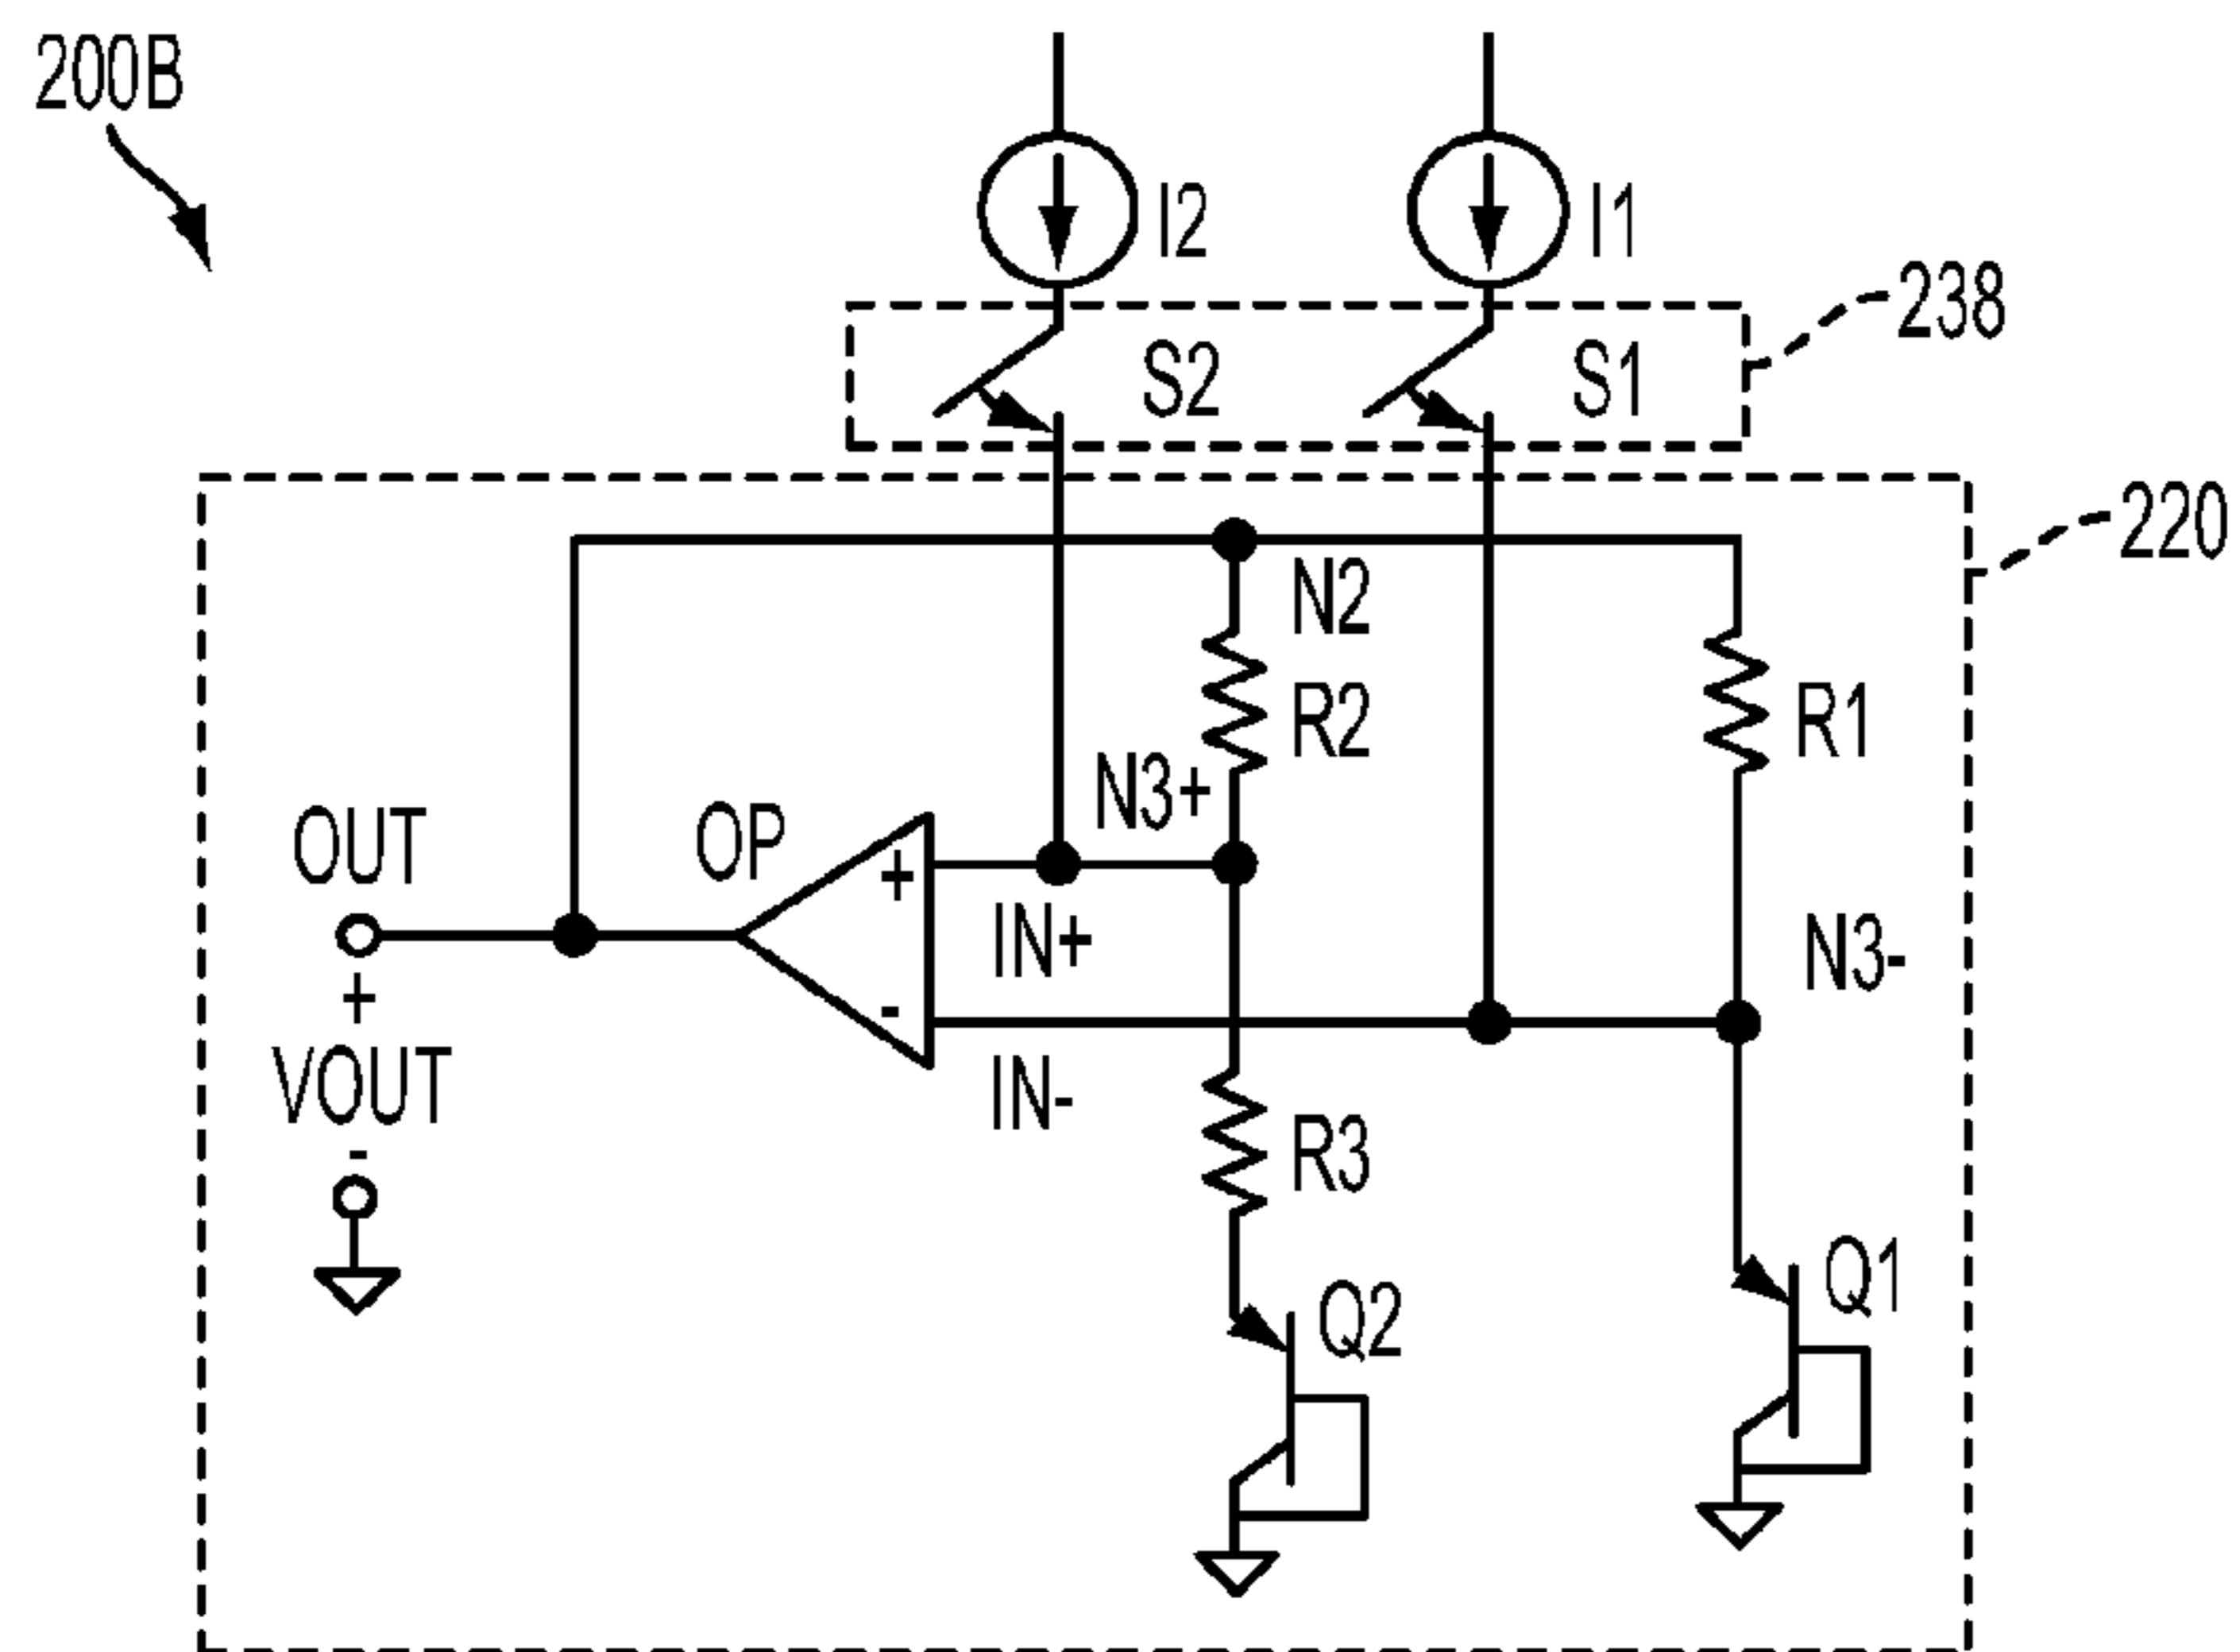 200B
I2
I1
238
S2
S1
220
N2
R2
R1
N3+
OUT
OP
+
IN+
N3-
+
-
VOUT
IN-
-
R3
Q1
Q2